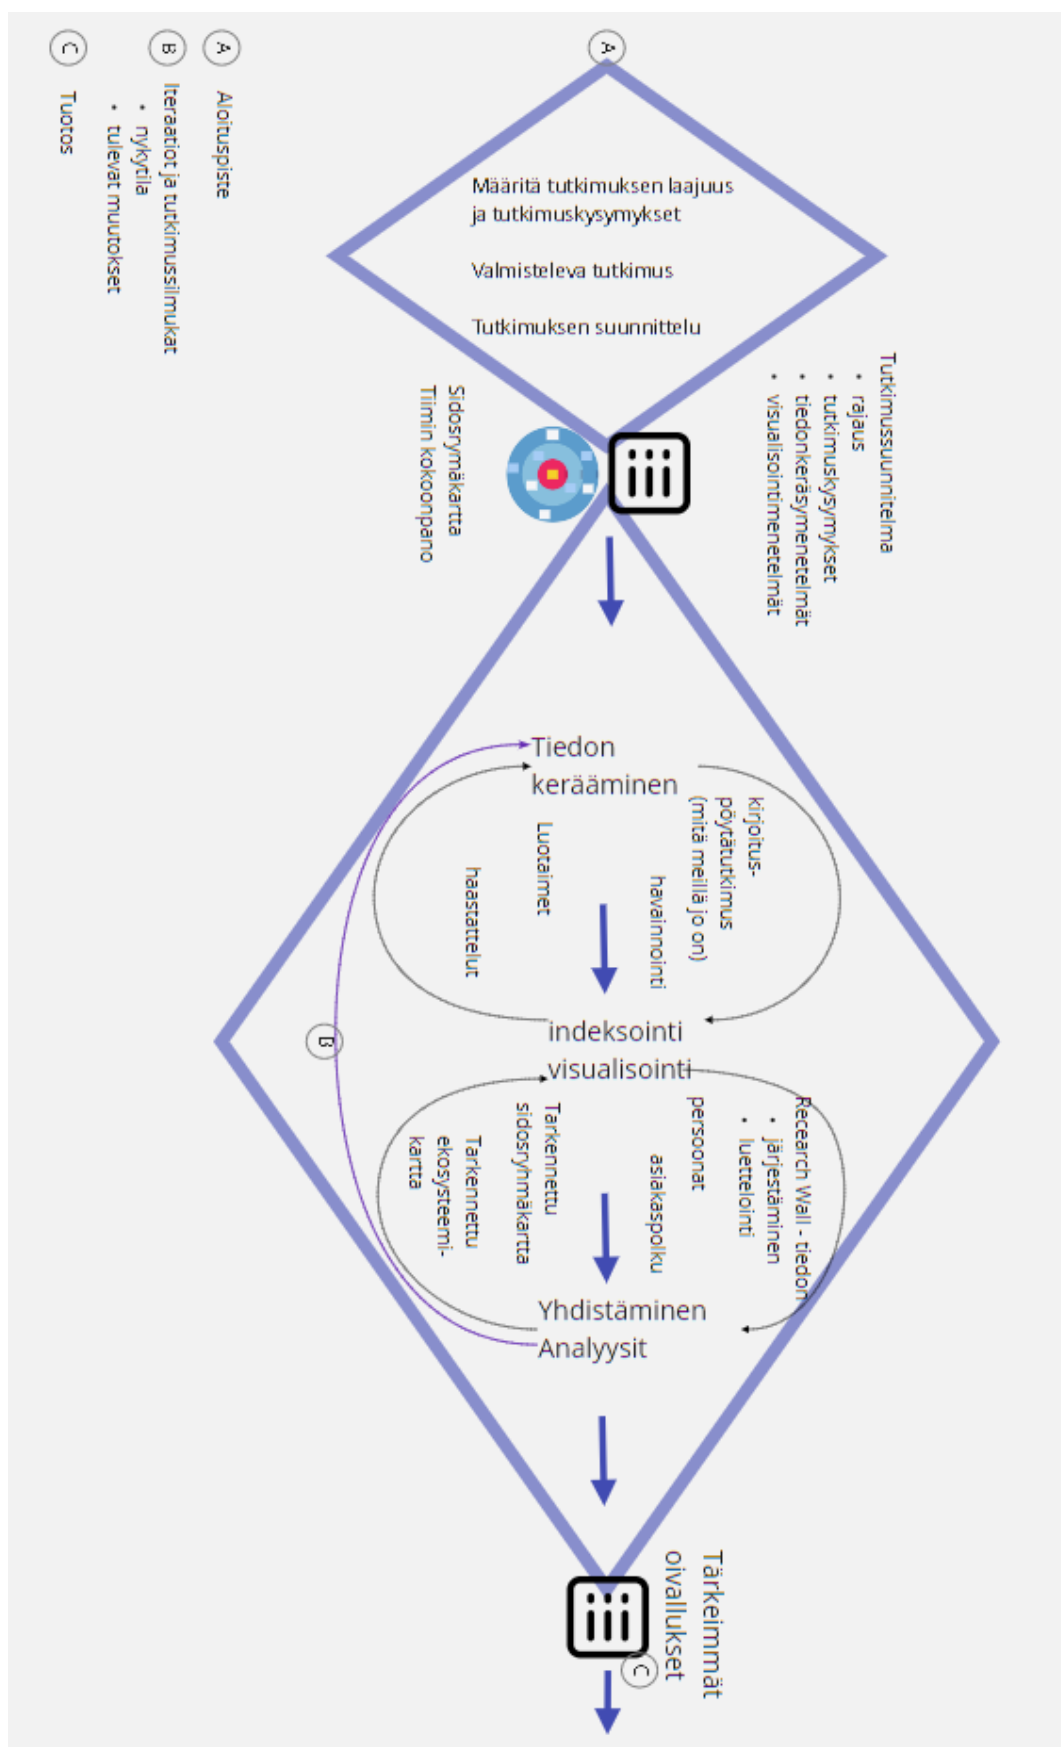 A
Määritä tutkimuksen laajuus
ja tutkimuskysymykset
Valmisteleva tutkimus
Tutkimuksen suunnittelu
Tutkimussuunnitelma
• rajaus
• tutkimuskysymykset
• tiedonkeräsymenetelmät
• visualisointimenetelmät
Sidosrymäkartta
Tiimin kokoonpano
Tiedon
kerääminen
kirjoitus-
pöytätutkimus
(mitä meillä jo on)
havainnointi
Luotaimet
haastattelut
indeksointi
visualisointi
Recearch Wall - tiedon
• järjestäminen
• luettelointi
persoonat
asiakaspolku
Tarkennettu
sidosryhmäkartta
Tarkennettu
ekosysteemi-
kartta
B
Yhdistäminen
Analyysit
Tärkeimmät
oivallukset
C
A Aloituspiste
B Iteraatiot ja tutkimussilmukat
• nykytila
• tulevat muutokset
C Tuotos